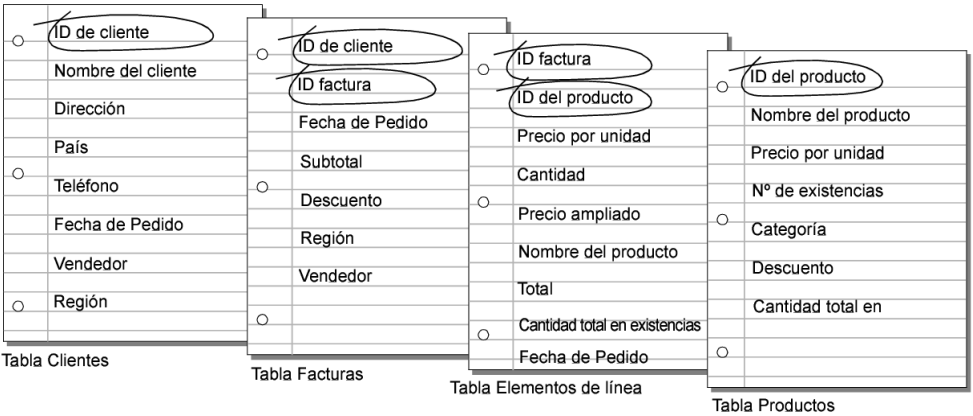 ID de cliente
Nombre del cliente
Dirección
País
Teléfono
Fecha de Pedido
Vendedor
Región
Tabla Clientes
ID de cliente
ID factura
Fecha de Pedido
Subtotal
Descuento
Región
Vendedor
Tabla Facturas
ID factura
ID del producto
Precio por unidad
Cantidad
Precio ampliado
Nombre del producto
Total
Cantidad total en existencias
Fecha de Pedido
Tabla Elementos de línea
ID del producto
Nombre del producto
Precio por unidad
Nº de existencias
Categoría
Descuento
Cantidad total en
Tabla Productos